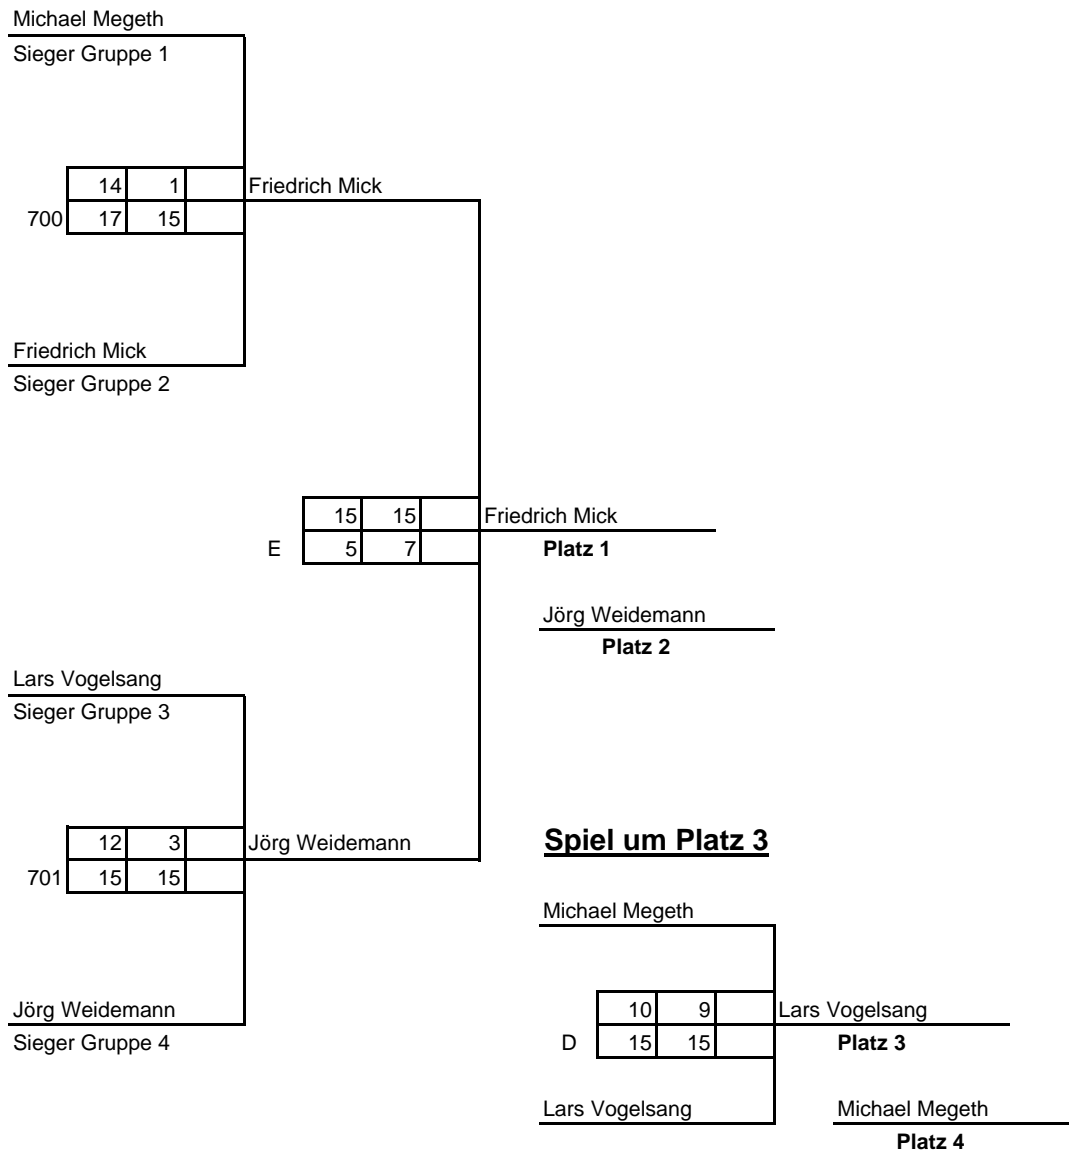 Michael Megeth
Sieger Gruppe 1
14 1 Friedrich Mick
700 17 15
Friedrich Mick
Sieger Gruppe 2
15 15 Friedrich Mick
E 5 7 Platz 1
Jörg Weidemann
Platz 2
Lars Vogelsang
Sieger Gruppe 3
12 3 Jörg Weidemann
701 15 15
Jörg Weidemann
Sieger Gruppe 4
Spiel um Platz 3
Michael Megeth
10 9 Lars Vogelsang
D 15 15 Platz 3
Lars Vogelsang
Michael Megeth
Platz 4